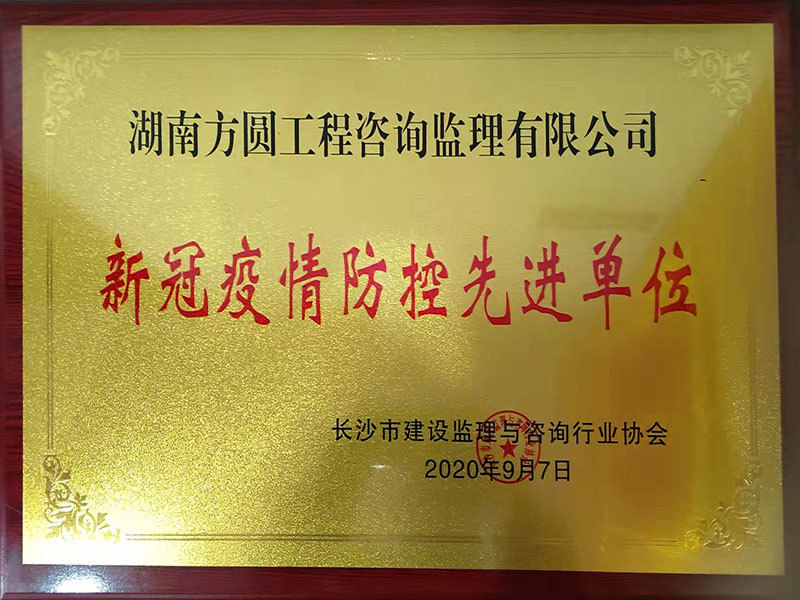 湖南方圆工程咨询监理有限公司
新冠疫情防控先进单位
长沙市建设监理与咨询行业协会
2020年9月7日